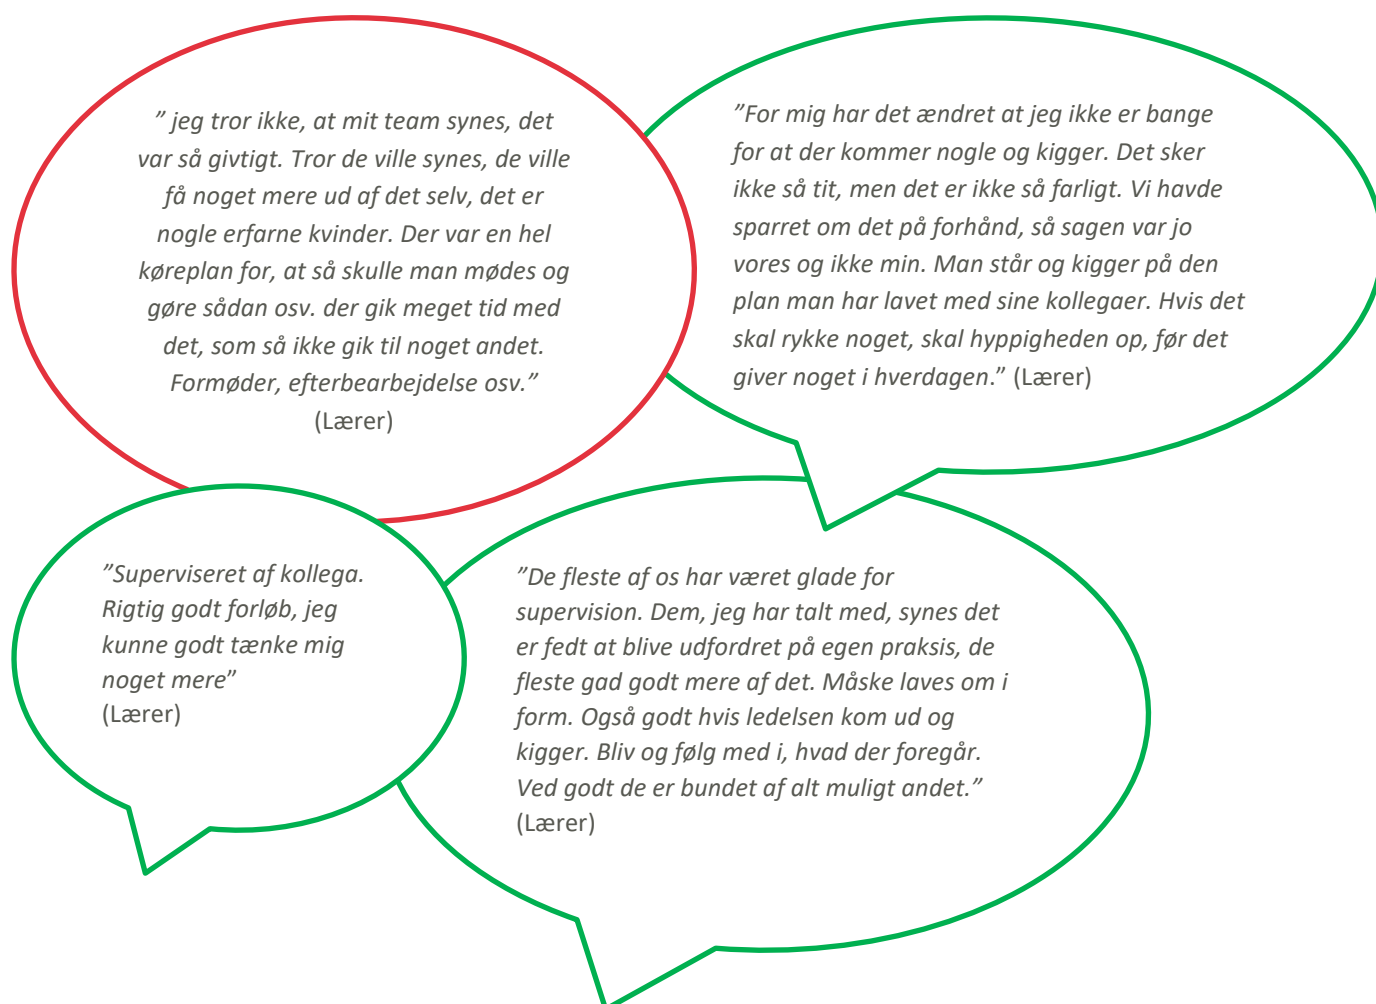 ” jeg tror ikke, at mit team synes, det
var så givtigt. Tror de ville synes, de ville
få noget mere ud af det selv, det er
nogle erfarne kvinder. Der var en hel
køreplan for, at så skulle man mødes og
gøre sådan osv. der gik meget tid med
det, som så ikke gik til noget andet.
Formøder, efterbearbejdelse osv.”
(Lærer)
”For mig har det ændret at jeg ikke er bange
for at der kommer nogle og kigger. Det sker
ikke så tit, men det er ikke så farligt. Vi havde
sparret om det på forhånd, så sagen var jo
vores og ikke min. Man står og kigger på den
plan man har lavet med sine kollegaer. Hvis det
skal rykke noget, skal hyppigheden op, før det
giver noget i hverdagen.” (Lærer)
”Superviseret af kollega.
Rigtig godt forløb, jeg
kunne godt tænke mig
noget mere”
(Lærer)
”De fleste af os har været glade for
supervision. Dem, jeg har talt med, synes det
er fedt at blive udfordret på egen praksis, de
fleste gad godt mere af det. Måske laves om i
form. Også godt hvis ledelsen kom ud og
kigger. Bliv og følg med i, hvad der foregår.
Ved godt de er bundet af alt muligt andet.”
(Lærer)